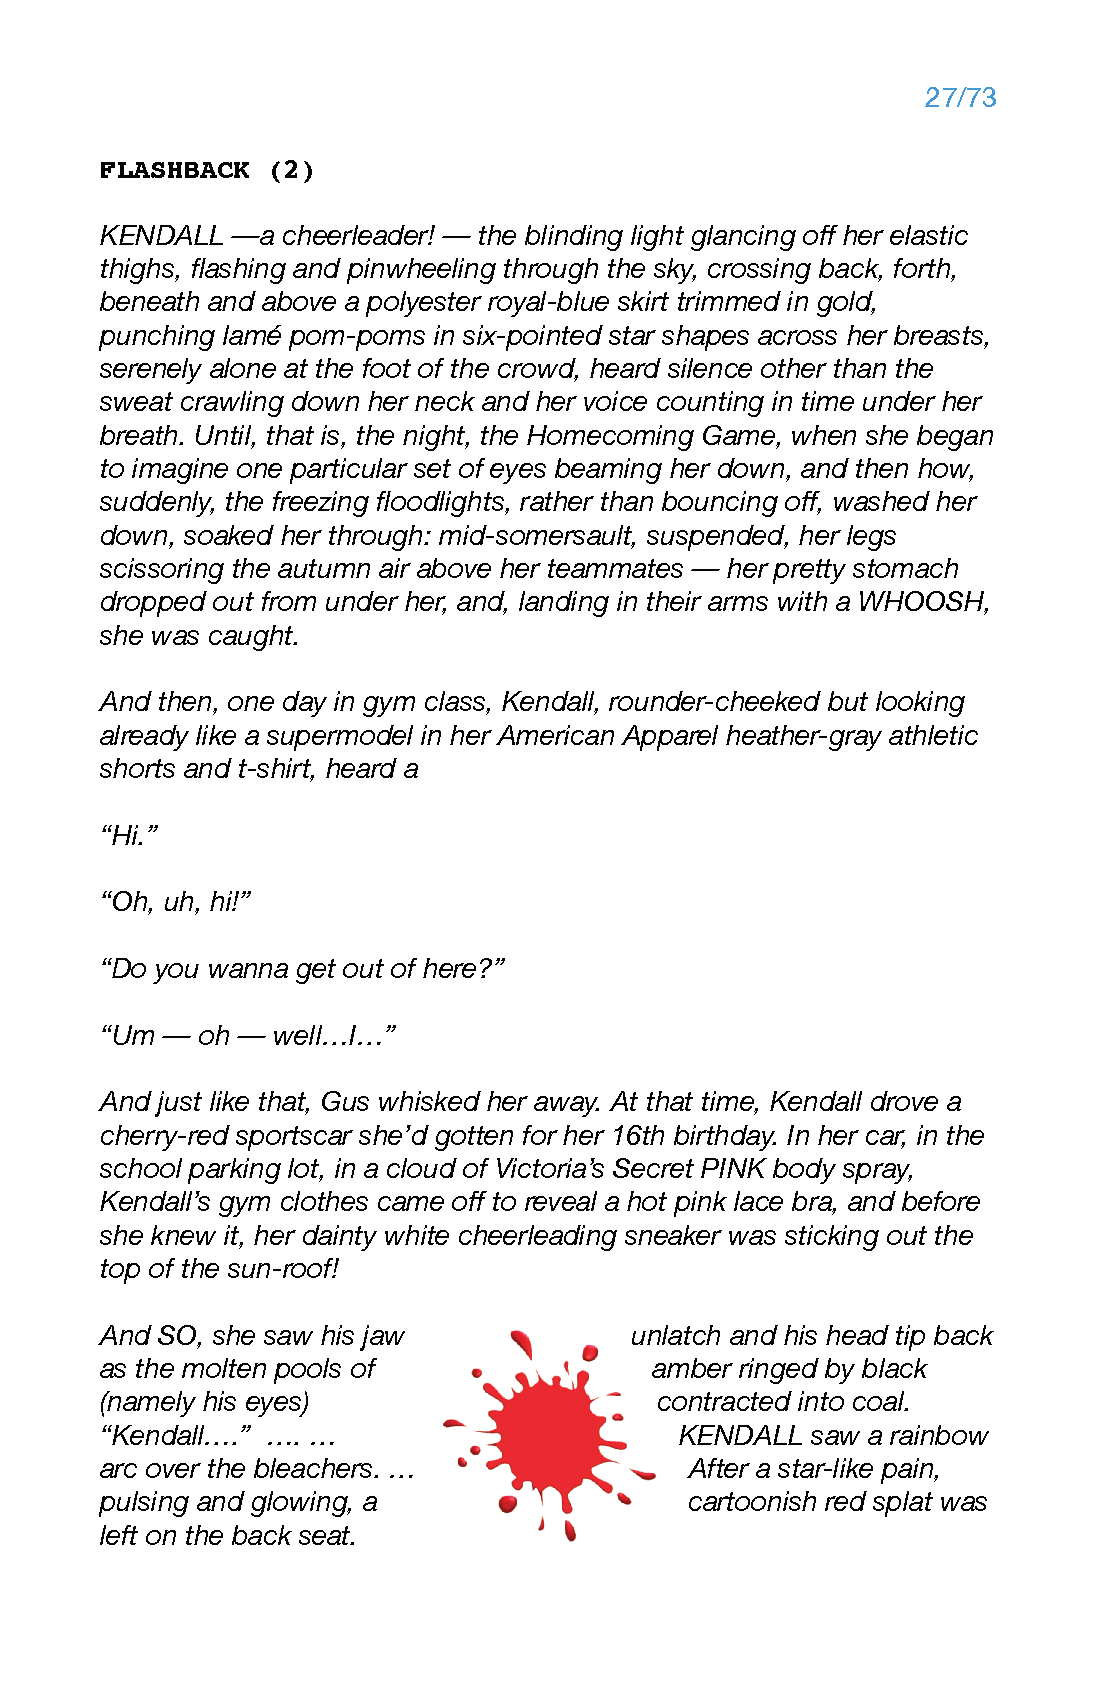 27/73
FLASHBACK (2)
KENDALL —a cheerleader! — the blinding light glancing off her elastic
thighs, flashing and pinwheeling through the sky, crossing back, forth,
beneath and above a polyester royal-blue skirt trimmed in gold,
punching lamé pom-poms in six-pointed star shapes across her breasts,
serenely alone at the foot of the crowd, heard silence other than the
sweat crawling down her neck and her voice counting in time under her
breath. Until, that is, the night, the Homecoming Game, when she began
to imagine one particular set of eyes beaming her down, and then how,
suddenly, the freezing floodlights, rather than bouncing off, washed her
down, soaked her through: mid-somersault, suspended, her legs
scissoring the autumn air above her teammates — her pretty stomach
dropped out from under her, and, landing in their arms with a WHOOSH,
she was caught.
And then, one day in gym class, Kendall, rounder-cheeked but looking
already like a supermodel in her American Apparel heather-gray athletic
shorts and t-shirt, heard a
“Hi.”
“Oh, uh, hi!”
“Do you wanna get out of here?”
“Um — oh — well…I…”
And just like that, Gus whisked her away. At that time, Kendall drove a
cherry-red sportscar she’d gotten for her 16th birthday. In her car, in the
school parking lot, in a cloud of Victoria’s Secret PINK body spray,
Kendall’s gym clothes came off to reveal a hot pink lace bra, and before
she knew it, her dainty white cheerleading sneaker was sticking out the
top of the sun-roof!
And SO, she saw his jaw unlatch and his head tip back
as the molten pools of amber ringed by black
(namely his eyes) contracted into coal.
“Kendall….” …. … KENDALL saw a rainbow
arc over the bleachers. … After a star-like pain,
pulsing and glowing, a cartoonish red splat was
left on the back seat.